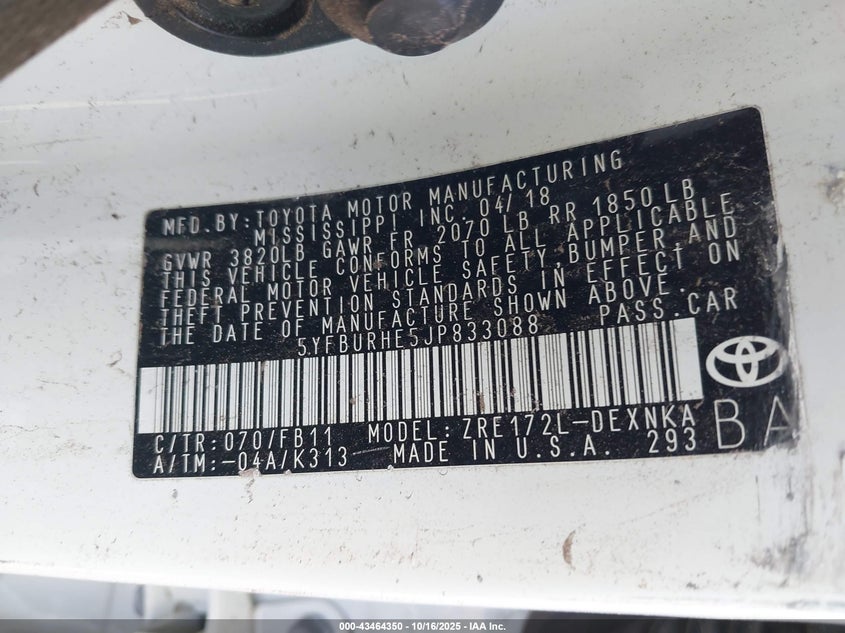 MFD.BY:TOYOTA MOTOR MANUFACTURING
MISSISSIPPI INC. 04/18
GVWR 3820LB GAWR FR 2070 LB RR 1850 LB
THIS VEHICLE CONFORMS TO ALL APPLICABLE
FEDERAL MOTOR VEHICLE SAFETY,BUMPER,AND
THEFT PREVENTION STANDARDS IN EFFECT ON
THE DATE OF MANUFACTURE SHOWN ABOVE.
5YFBURHE5JP833088 PASS.CAR
C/TR:070/FB11 MODEL:ZRE172L-DEXNKA
A/TM:-04A/K313 MADE IN U.S.A. 293
BA
000-43464350 | 10/16/2025 | IAA Inc.